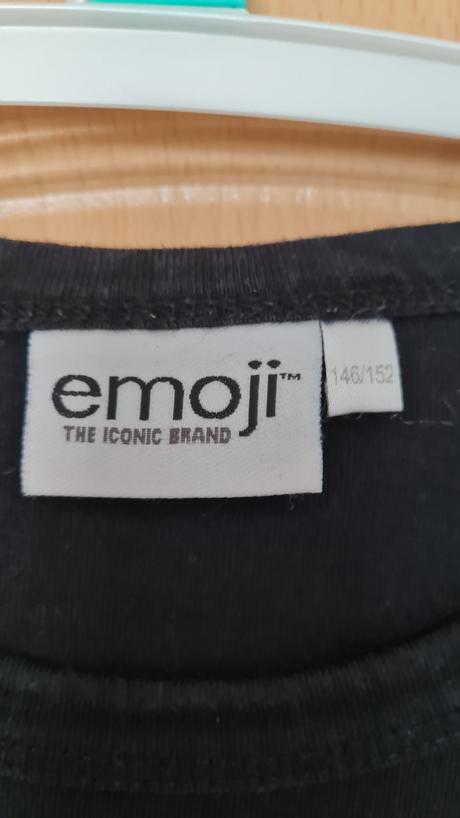 emoji™
THE ICONIC BRAND
146/152